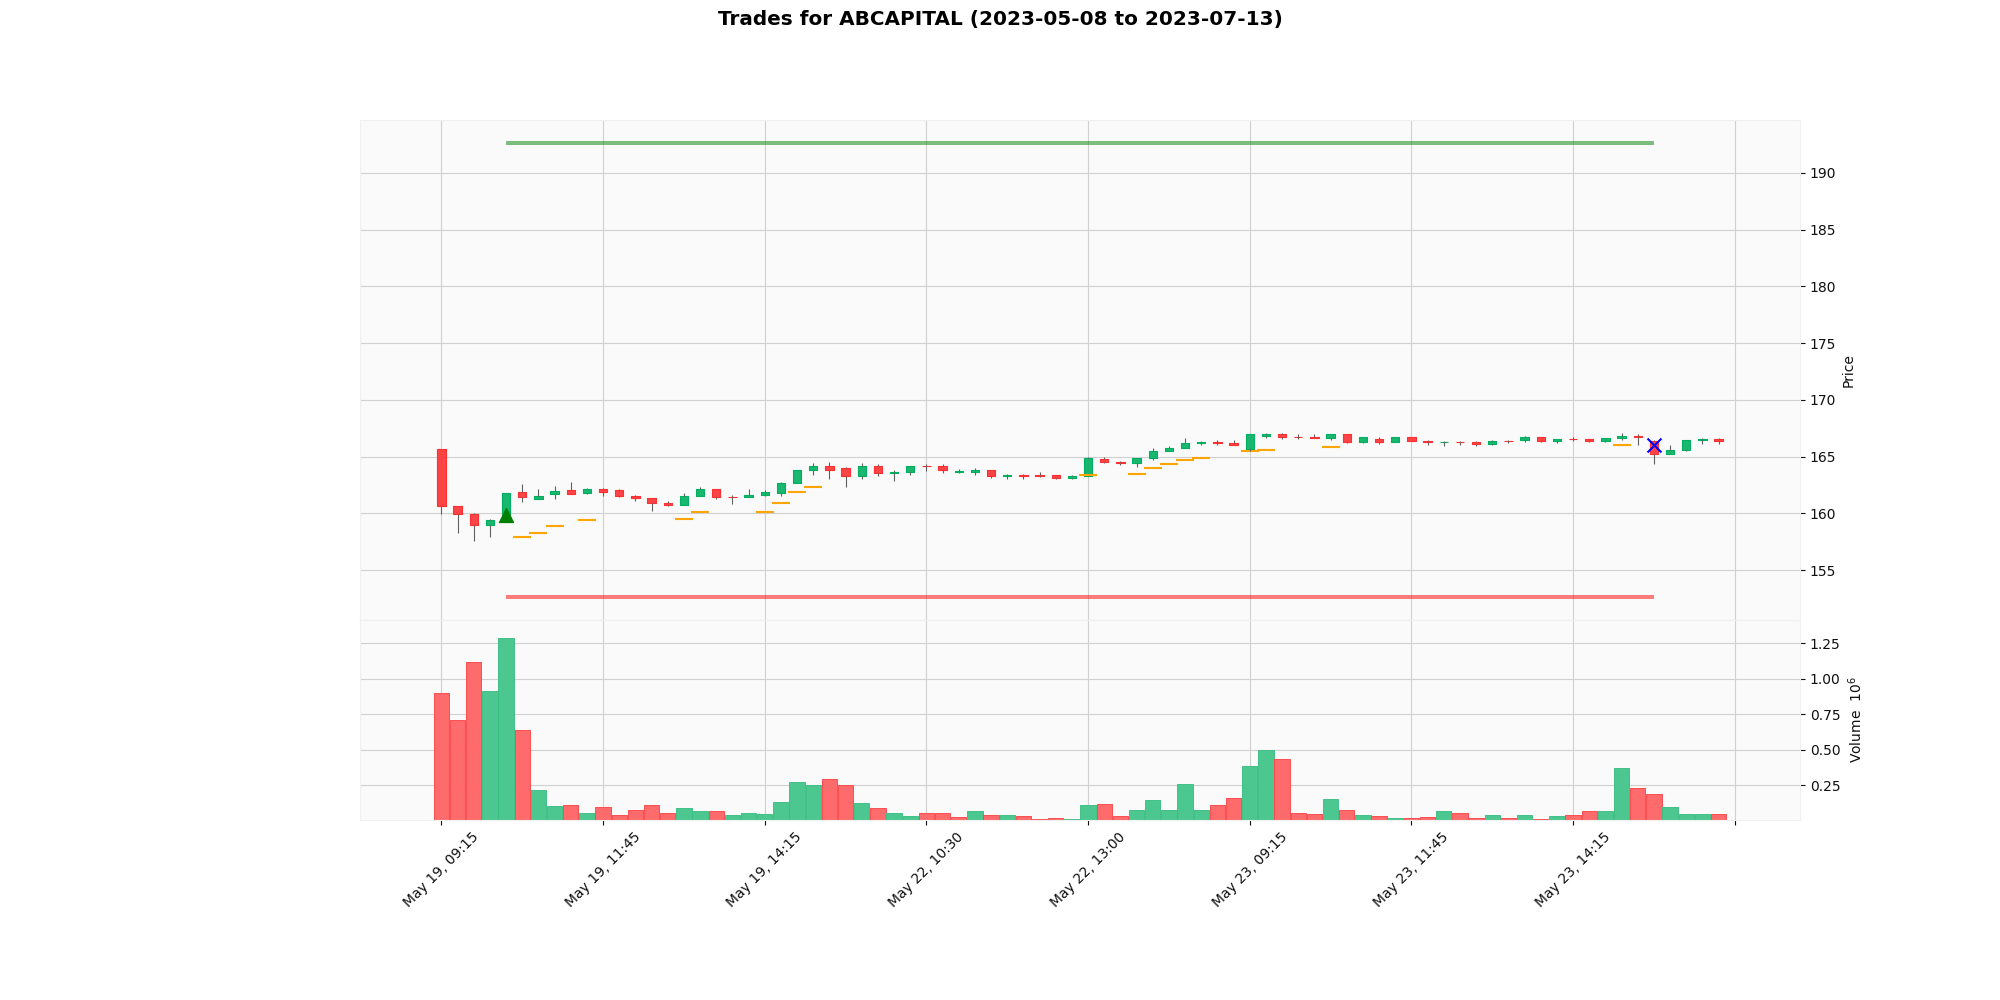 Trades for ABCAPITAL (2023-05-08 to 2023-07-13)
190
185
180
175
170
165
160
155
Price
1.25
1.00
0.75
0.50
0.25
Volume 10^6
May 19, 09:15
May 19, 11:45
May 19, 14:15
May 22, 10:30
May 22, 13:00
May 23, 09:15
May 23, 11:45
May 23, 14:15